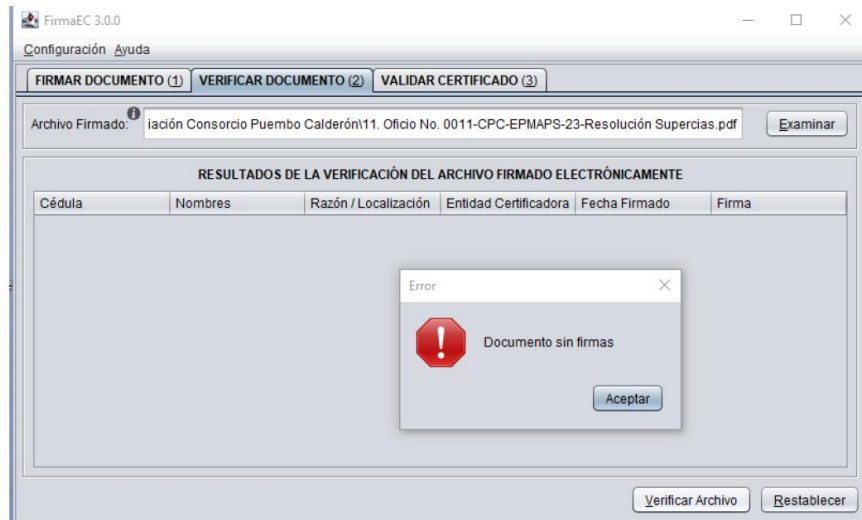 FirmaEC 3.0.0
Configuración Ayuda
FIRMAR DOCUMENTO (1) VERIFICAR DOCUMENTO (2) VALIDAR CERTIFICADO (3)
Archivo Firmado: iación Consorcio Puembo Calderón\11. Oficio No. 0011-CPC-EPMAPS-23-Resolución Supercias.pdf Examinar
RESULTADOS DE LA VERIFICACIÓN DEL ARCHIVO FIRMADO ELECTRÓNICAMENTE
Cédula Nombres Razón / Localización Entidad Certificadora Fecha Firmado Firma
Error
Documento sin firmas
Aceptar
Verificar Archivo Restablecer